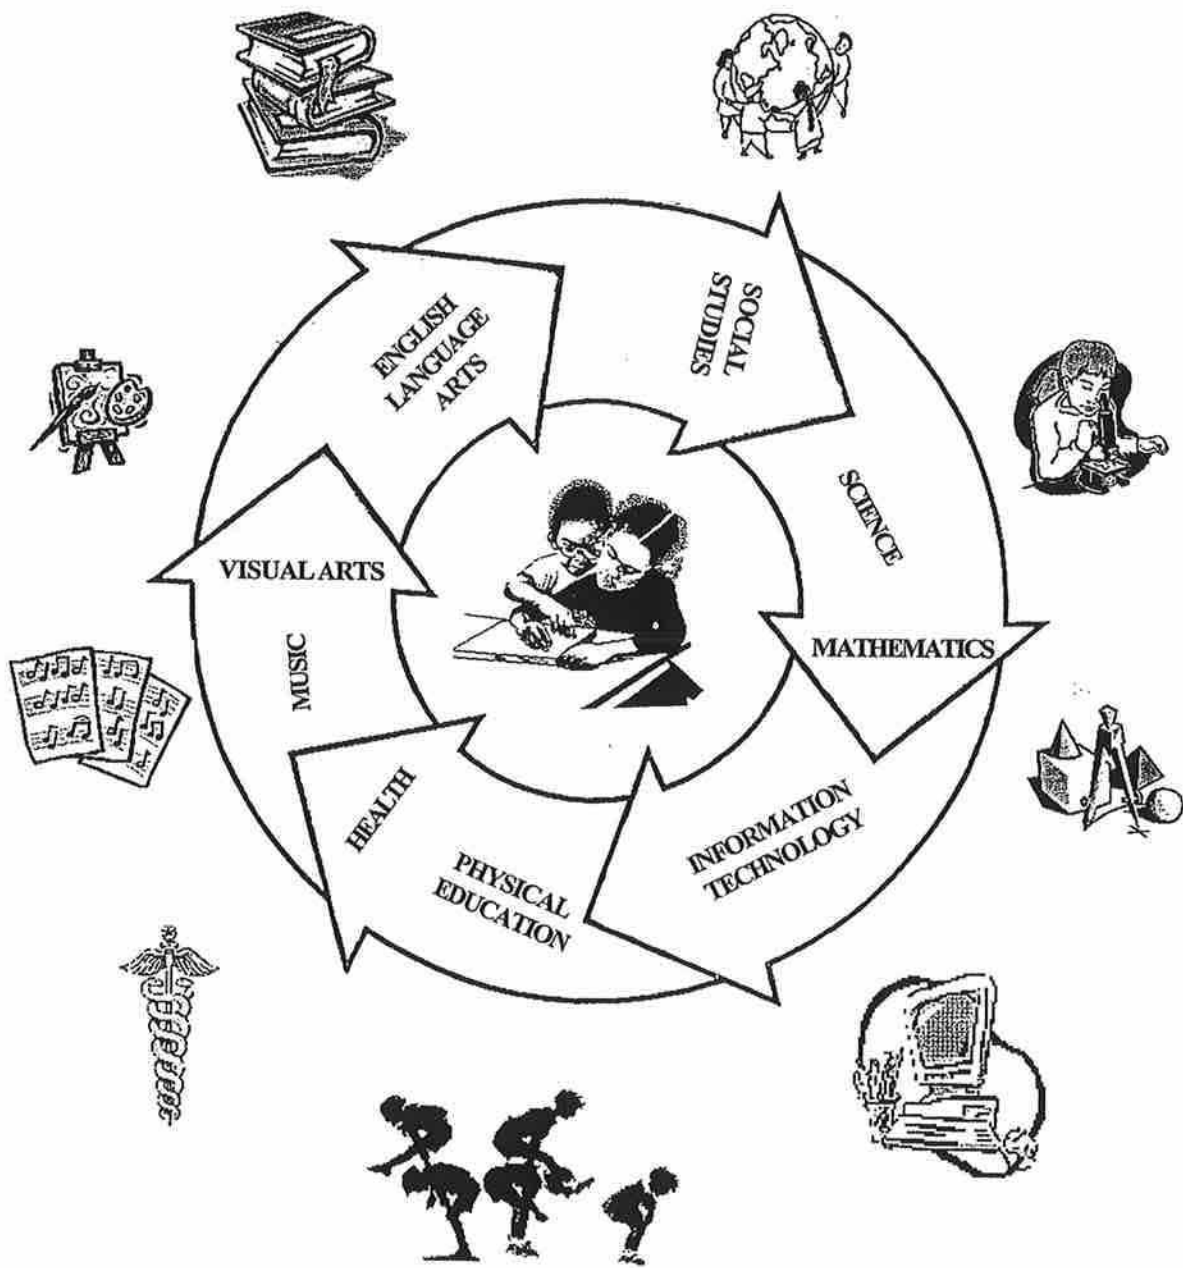 ENGLISH
LANGUAGE
ARTS
SOCIAL
STUDIES
SCIENCE
MATHEMATICS
INFORMATION
TECHNOLOGY
PHYSICAL
EDUCATION
HEALTH
MUSIC
VISUAL ARTS